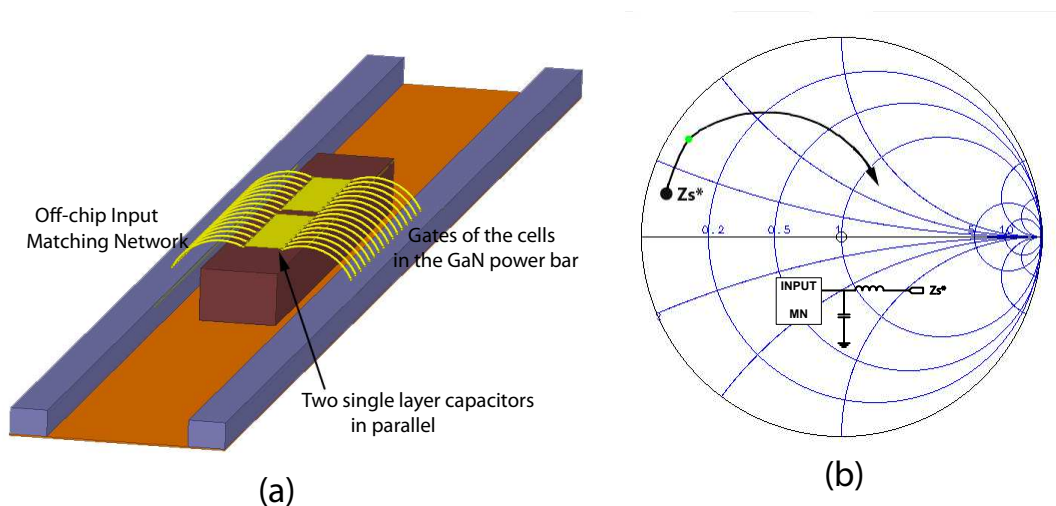 Off-chip Input
Matching Network
Gates of the cells
in the GaN power bar
Two single layer capacitors
in parallel
(a)
Zs*
0.2
0.5
1
10
INPUT
MN
Zs*
(b)